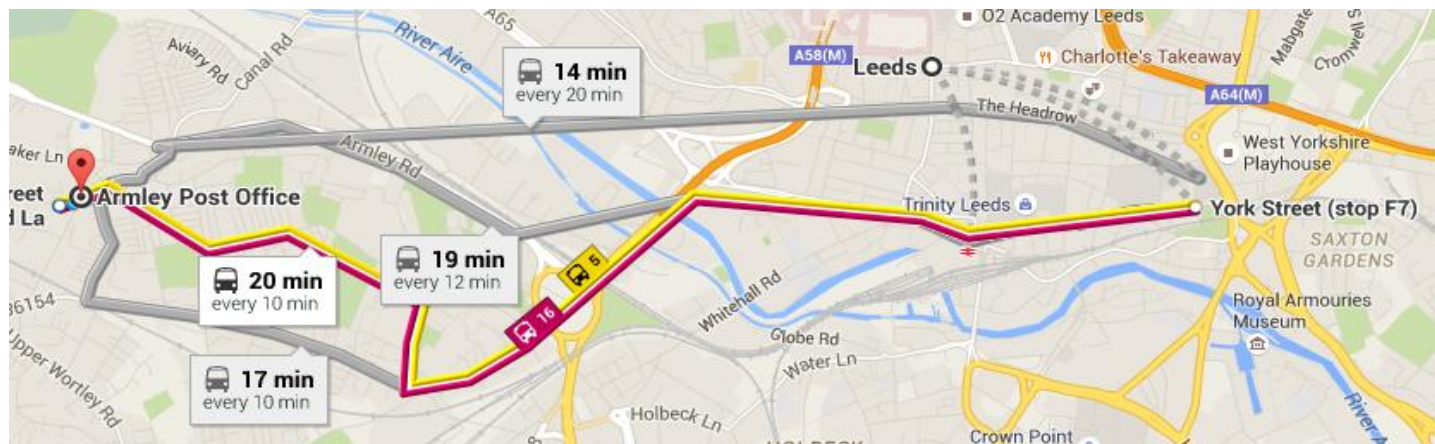 A65
O2 Academy Leeds
Mabgate
Cromwell S
Aviary Rd
Canal Rd
River Aire
14 min
every 20 min
A58(M)
Leeds
Charlotte's Takeaway
A64(M)
The Headrow
Armley Rd
West Yorkshire
Playhouse
aker Ln
reet
d La
Armley Post Office
Trinity Leeds
York Street (stop F7)
19 min
every 12 min
5
20 min
every 10 min
SAXTON
GARDENS
36154
16
Whitehall Rd
Globe Rd
Royal Armouries
Museum
Upper Wortley Rd
17 min
every 10 min
Water Ln
Holbeck Ln
HOLBECK
Crown Point
River Ai